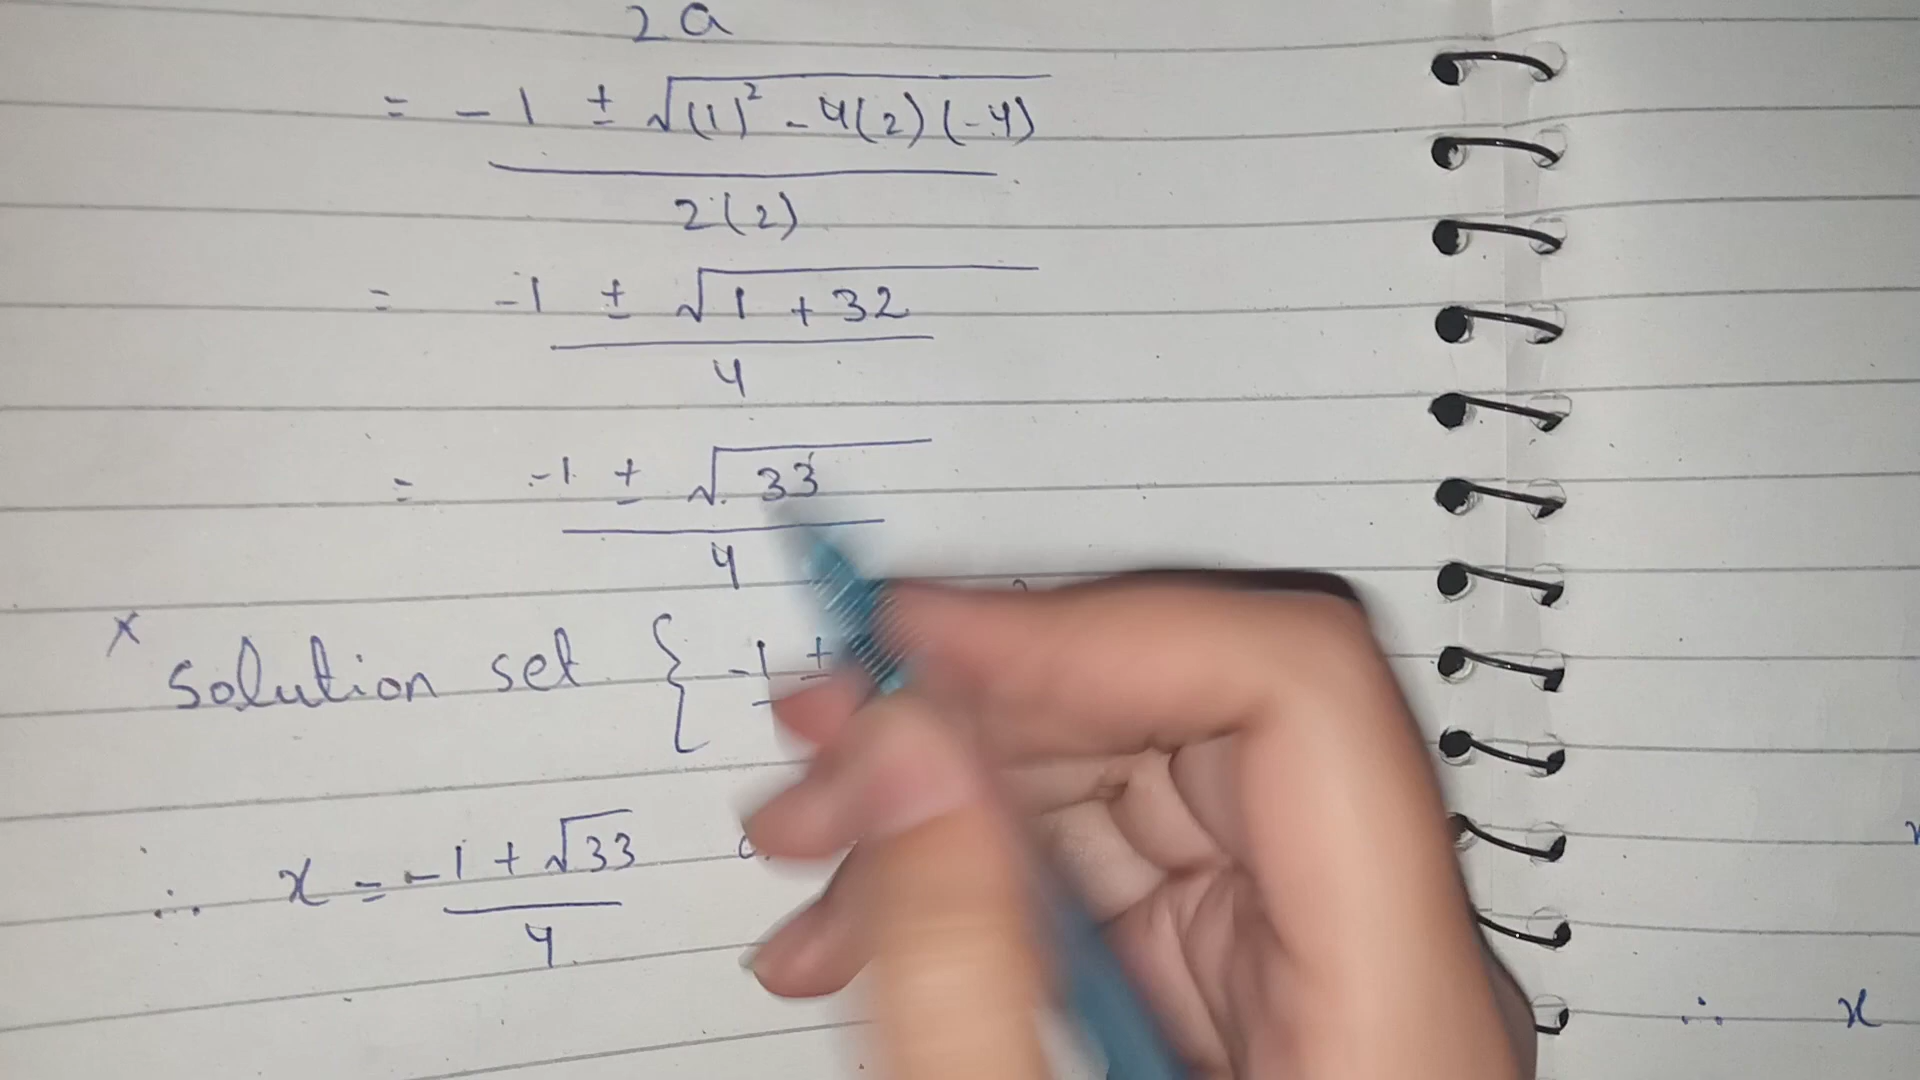 2a
= -1 ± √(1)² - 4(2)(-4)
2(2)
= -1 ± √1 + 32
4
= -1 ± √33
4
x
Solution set { -1 ±
∴ x = -1 + √33
4
∴ x